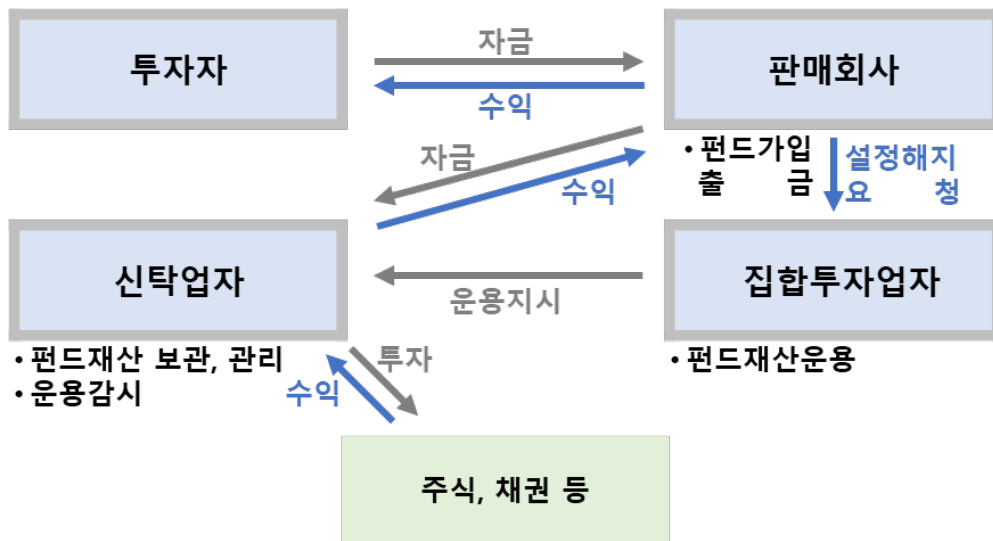 투자자
자금
수익
판매회사
자금
수익
• 펀드가입
출 금
설정해지
요 청
신탁업자
운용지시
집합투자업자
• 펀드재산 보관, 관리
• 운용감시
투자
수익
• 펀드재산운용
주식, 채권 등